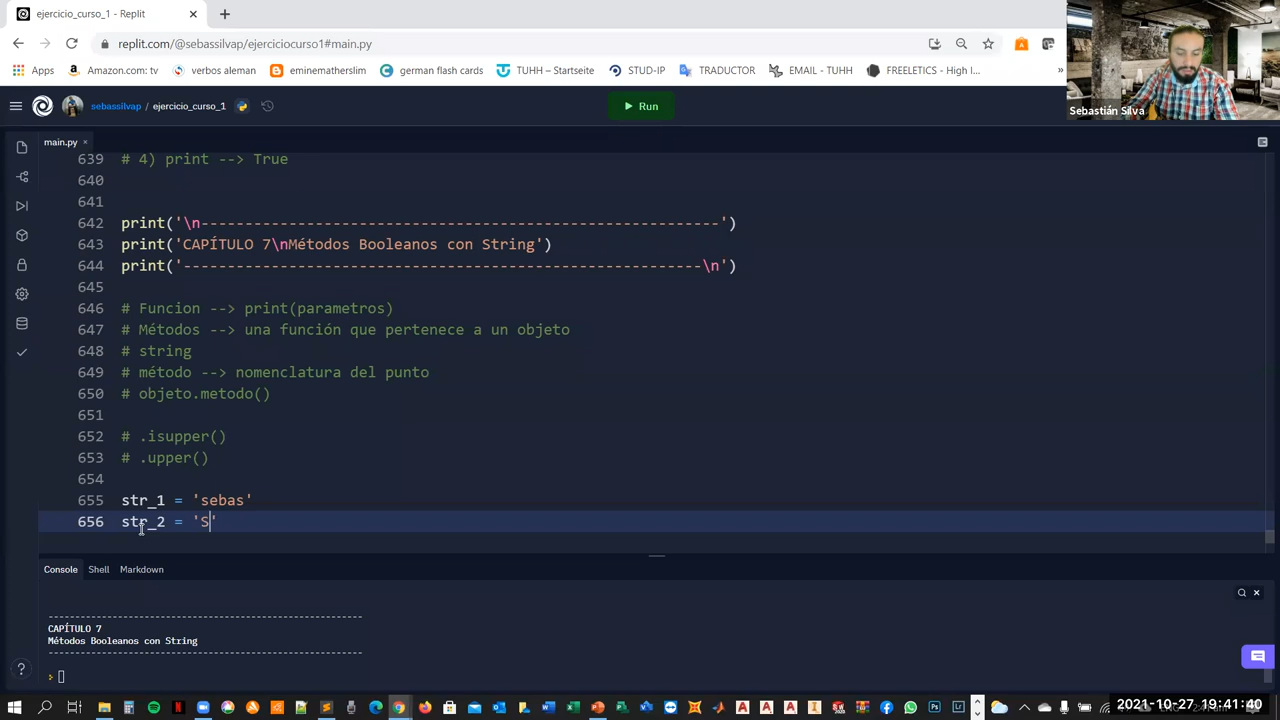 ejercicio_curso_1 - Replit
replit.com/@sebassilvap/ejerciciocurso1#main.py
Apps
Amazon.com: tv
verbos aleman
eminemathslim
german flash cards
TUHH – Startseite
STUD-IP
TRADUCTOR
EMAIL - TUHH
FREELETICS - High I...
»
Sebastián Silva
sebassilvap / ejercicio_curso_1
Run
main.py
639 # 4) print --> True
640
641
642 print('\n-----------------------------------------------------------')
643 print('CAPÍTULO 7\nMétodos Booleanos con String')
644 print('-----------------------------------------------------------\n')
645
646 # Funcion --> print(parametros)
647 # Métodos --> una función que pertenece a un objeto
648 # string
649 # método --> nomenclatura del punto
650 # objeto.metodo()
651
652 # .isupper()
653 # .upper()
654
655 str_1 = 'sebas'
656 str_2 = 'S'
Console Shell Markdown
-----------------------------------------------------------
CAPÍTULO 7
Métodos Booleanos con String
-----------------------------------------------------------
2021-10-27 19:41:40